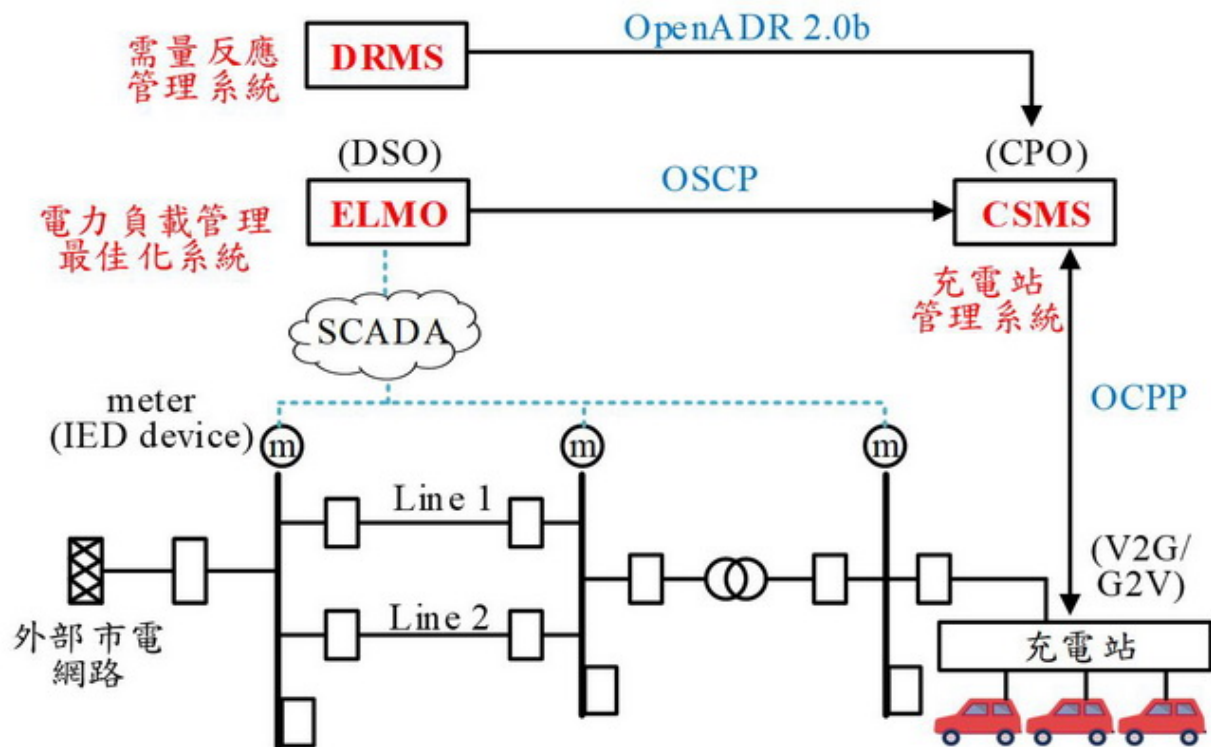 OpenADR 2.0b
需量反應
管理系統
DRMS
(DSO)
(CPO)
電力負載管理
最佳化系統
ELMO
OSCP
CSMS
充電站
管理系統
SCADA
OCPP
meter
(IED device)
m
m
m
Line 1
Line 2
(V2G/
G2V)
外部市電
網路
充電站